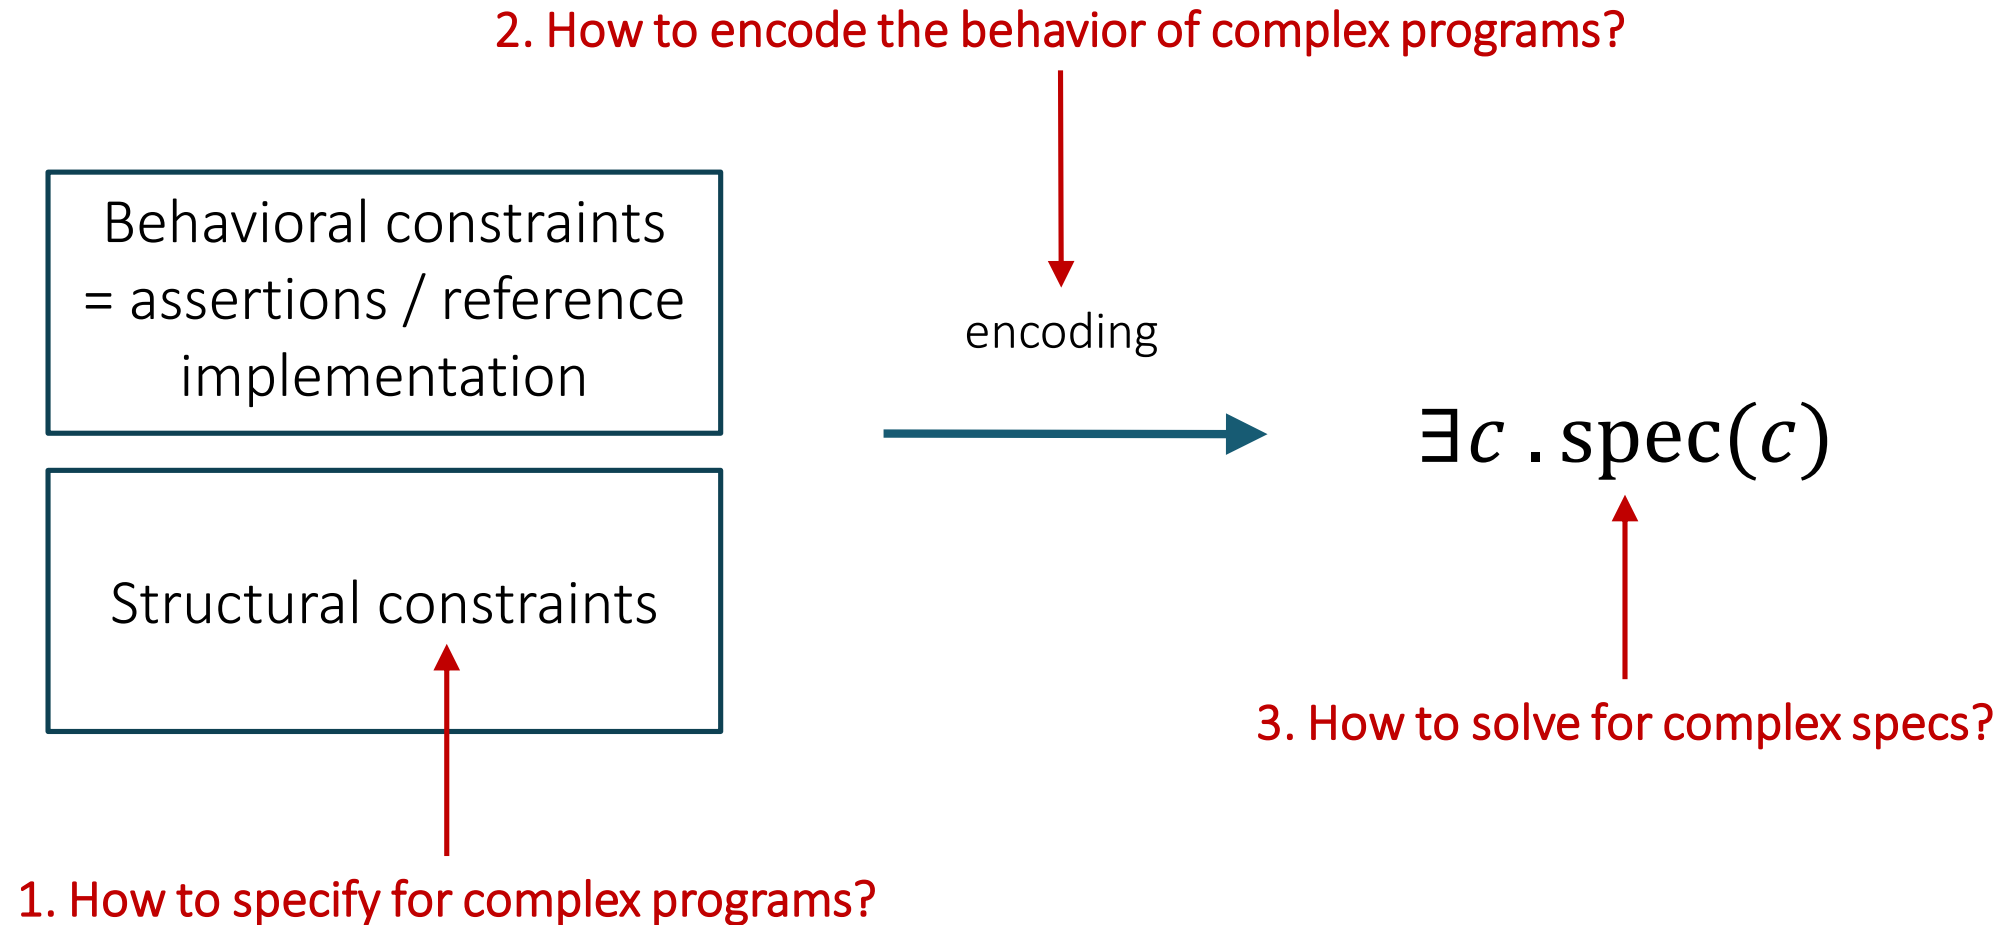 2. How to encode the behavior of complex programs?
Behavioral constraints
= assertions / reference
implementation
encoding
∃c . spec(c)
Structural constraints
3. How to solve for complex specs?
1. How to specify for complex programs?